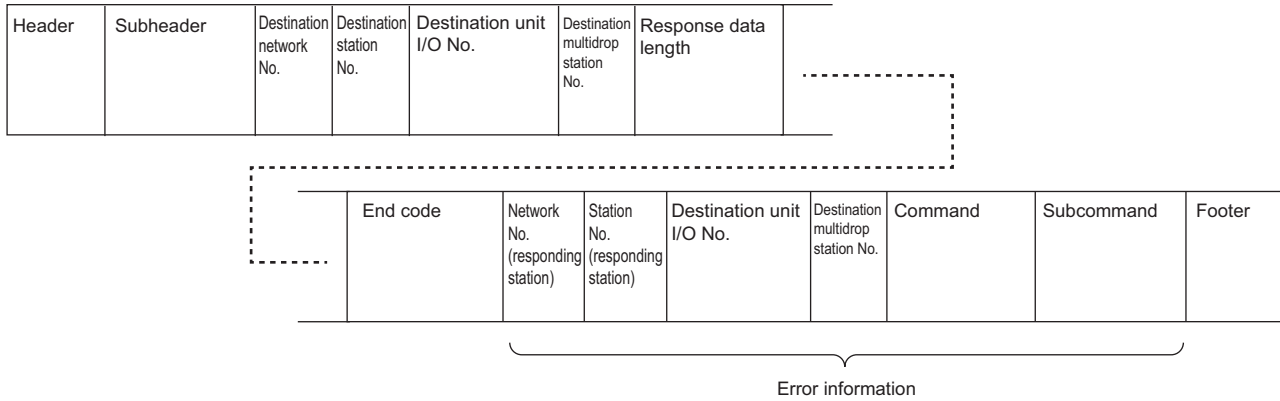 Header
Subheader
Destination
network
No.
Destination
station
No.
Destination unit
I/O No.
Destination
multidrop
station
No.
Response data
length
End code
Network
No.
(responding
station)
Station
No.
(responding
station)
Destination unit
I/O No.
Destination
multidrop
station No.
Command
Subcommand
Footer
Error information